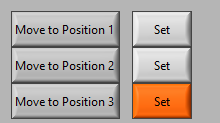 Move to Position 1 Set
Move to Position 2 Set
Move to Position 3 Set